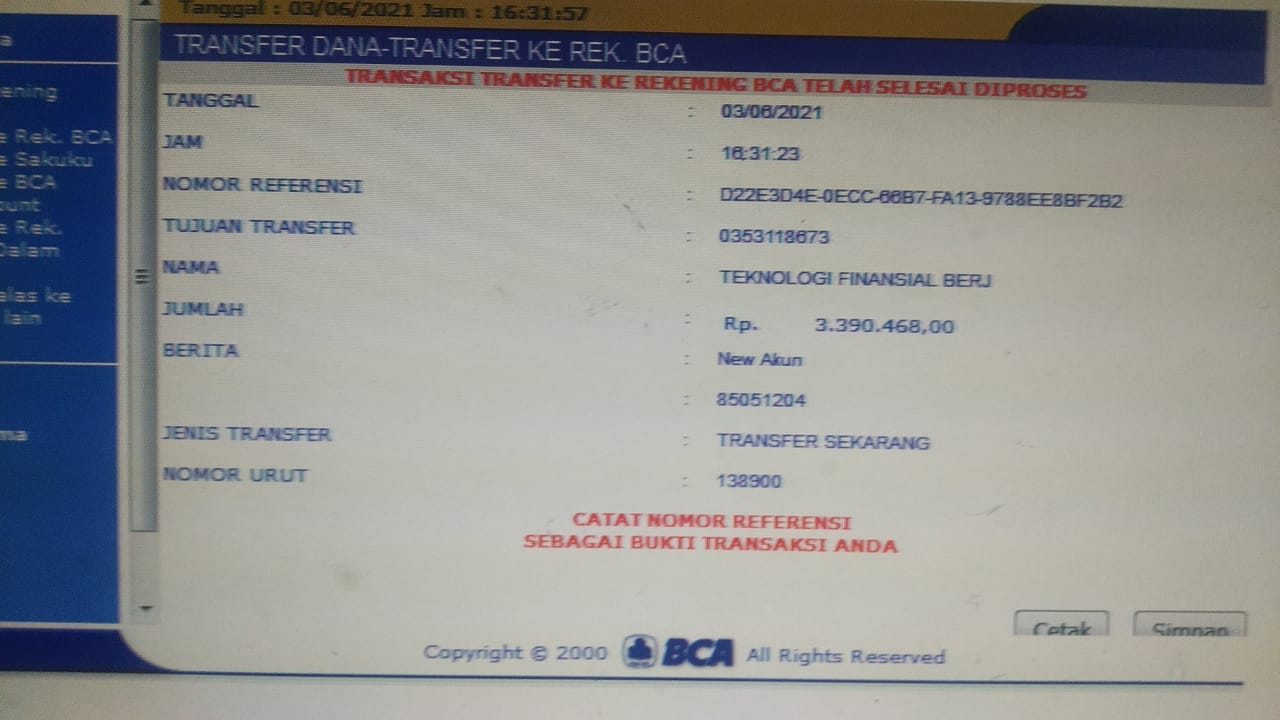 Tanggal : 03/06/2021 Jam : 16:31:57
TRANSFER DANA-TRANSFER KE REK. BCA
TRANSAKSI TRANSFER KE REKENING BCA TELAH SELESAI DIPROSES
TANGGAL : 03/06/2021
JAM : 16:31:23
NOMOR REFERENSI : D22E3D4E-0ECC-66B7-FA13-9788EE8BF2B2
TUJUAN TRANSFER : 0353118673
NAMA : TEKNOLOGI FINANSIAL BERJ
JUMLAH : Rp. 3.390.468,00
BERITA : New Akun
: 85051204
JENIS TRANSFER : TRANSFER SEKARANG
NOMOR URUT : 138900
CATAT NOMOR REFERENSI
SEBAGAI BUKTI TRANSAKSI ANDA
Cetak Simpan
Copyright © 2000 BCA All Rights Reserved
a
ening
e Rek. BCA
e Sakuku
e BCA
ount
e Rek.
Dalam
alas ke
lain
ma